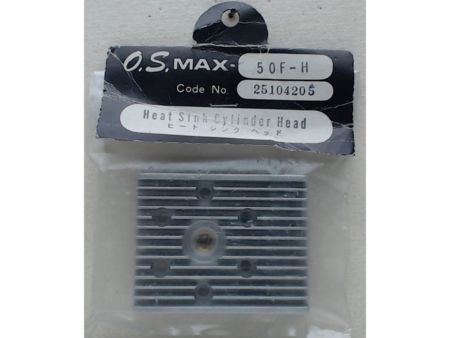 O.S. MAX- 50F-H
Code No. 25104205
Heat Sink Cylinder Head
ヒート シンク ヘッド